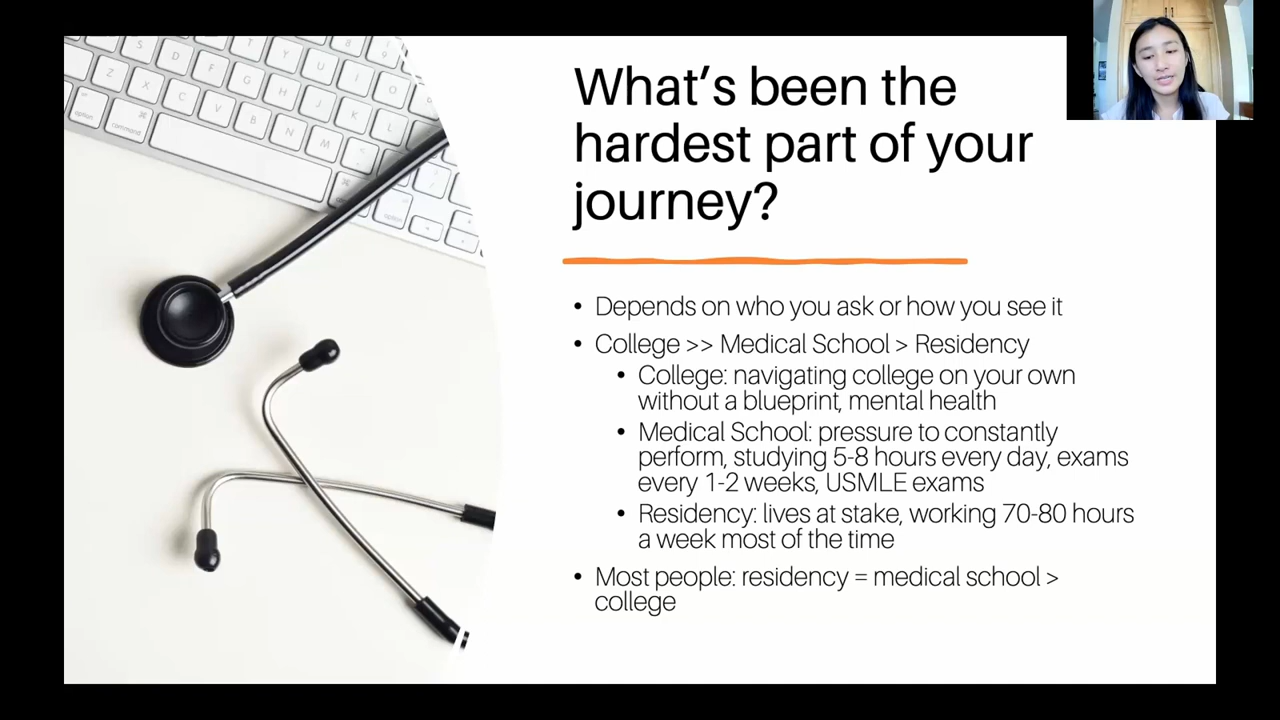 What’s been the
hardest part of your
journey?
• Depends on who you ask or how you see it
• College >> Medical School > Residency
• College: navigating college on your own
without a blueprint, mental health
• Medical School: pressure to constantly
perform, studying 5-8 hours every day, exams
every 1-2 weeks, USMLE exams
• Residency: lives at stake, working 70-80 hours
a week most of the time
• Most people: residency = medical school >
college
option
command
option